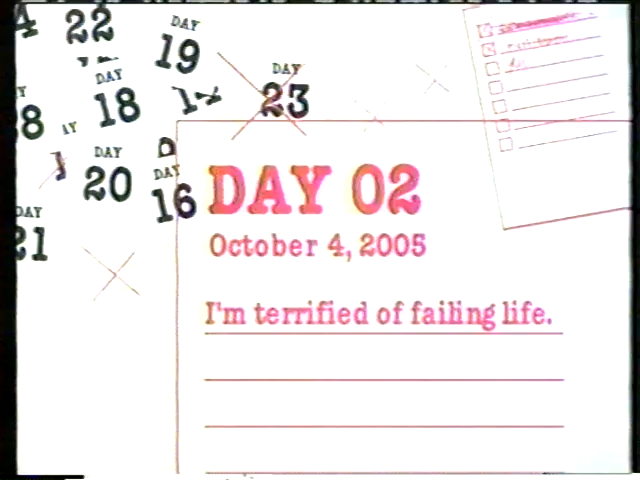 22
DAY
19
DAY
18
DAY
23
DAY
20
DAY
16
DAY
21
DAY 02
October 4, 2005
I'm terrified of failing life.